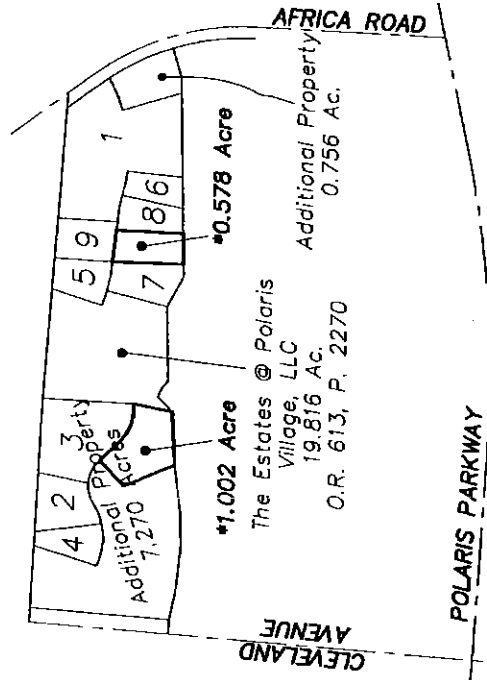 AFRICA ROAD
1
Additional Property
0.756 Ac.
6
8
*0.578 Acre
9
5
7
The Estates @ Polaris
Village, LLC
19.816 Ac.
O.R. 613, P. 2270
*1.002 Acre
3
2
4
Additional Property
7,270 Acres
POLARIS PARKWAY
CLEVELAND
AVENUE